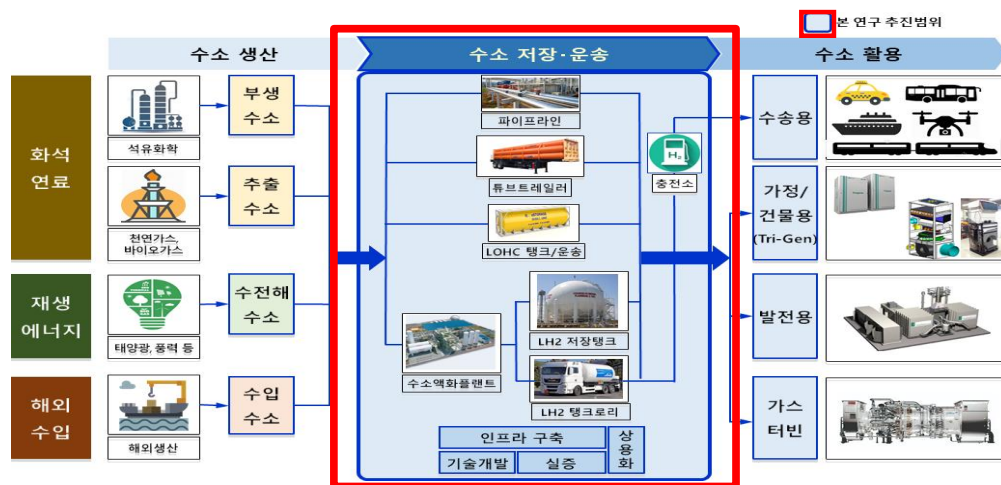 본 연구 추진범위
수소 생산
수소 저장·운송
수소 활용
화석
연료
석유화학
부생
수소
천연가스,
바이오가스
추출
수소
재생
에너지
태양광, 풍력 등
수전해
수소
해외
수입
해외생산
수입
수소
파이프라인
튜브트레일러
LOHC 탱크/운송
수소액화플랜트
LH2 저장탱크
LH2 탱크로리
H2
충전소
인프라 구축
기술개발
실증
상
용
화
수송용
가정/
건물용
(Tri-Gen)
발전용
가스
터빈